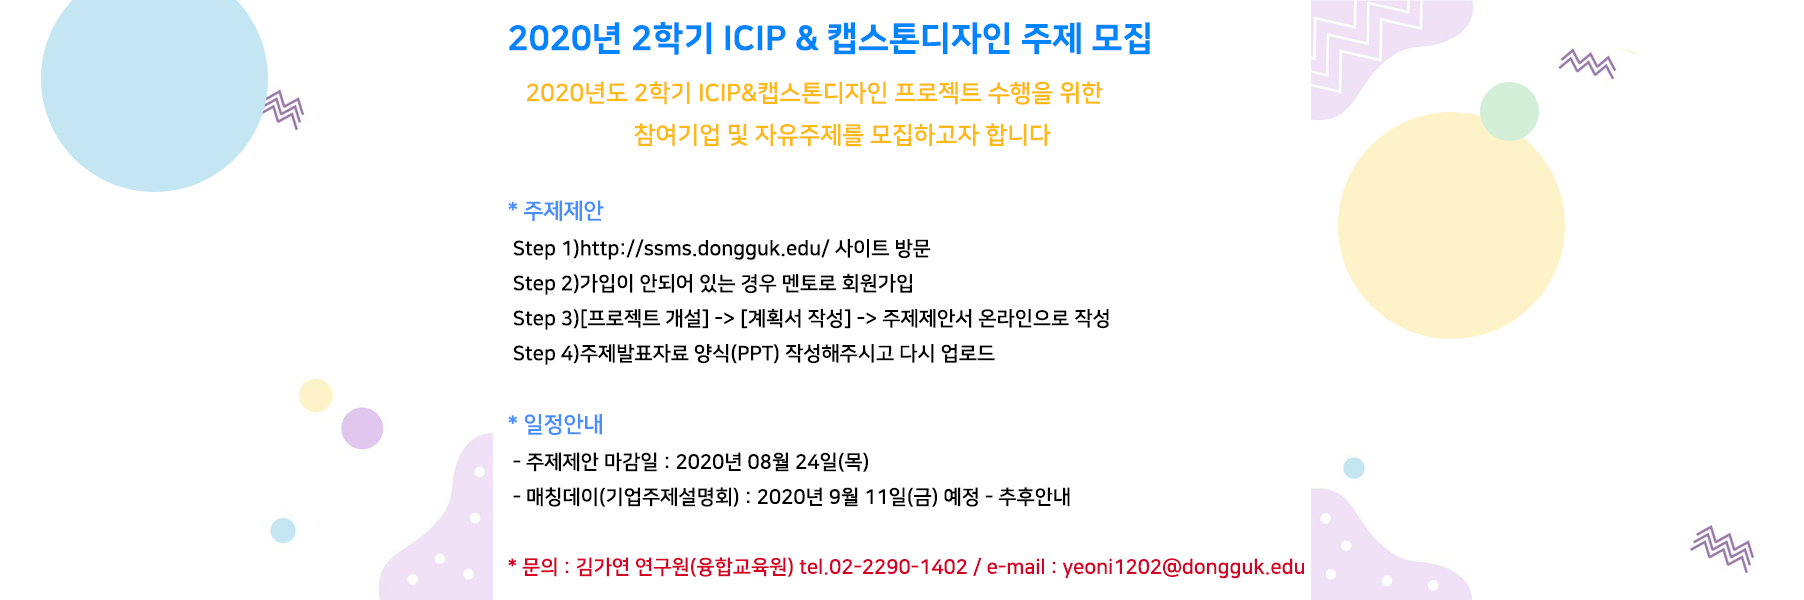 2020년 2학기 ICIP & 캡스톤디자인 주제 모집
2020년도 2학기 ICIP&캡스톤디자인 프로젝트 수행을 위한
참여기업 및 자유주제를 모집하고자 합니다
* 주제제안
Step 1)http://ssms.dongguk.edu/ 사이트 방문
Step 2)가입이 안되어 있는 경우 멘토로 회원가입
Step 3)[프로젝트 개설] -> [계획서 작성] -> 주제제안서 온라인으로 작성
Step 4)주제발표자료 양식(PPT) 작성해주시고 다시 업로드
* 일정안내
- 주제제안 마감일 : 2020년 08월 24일(목)
- 매칭데이(기업주제설명회) : 2020년 9월 11일(금) 예정 - 추후안내
* 문의 : 김가연 연구원(융합교육원) tel.02-2290-1402 / e-mail : yeoni1202@dongguk.edu